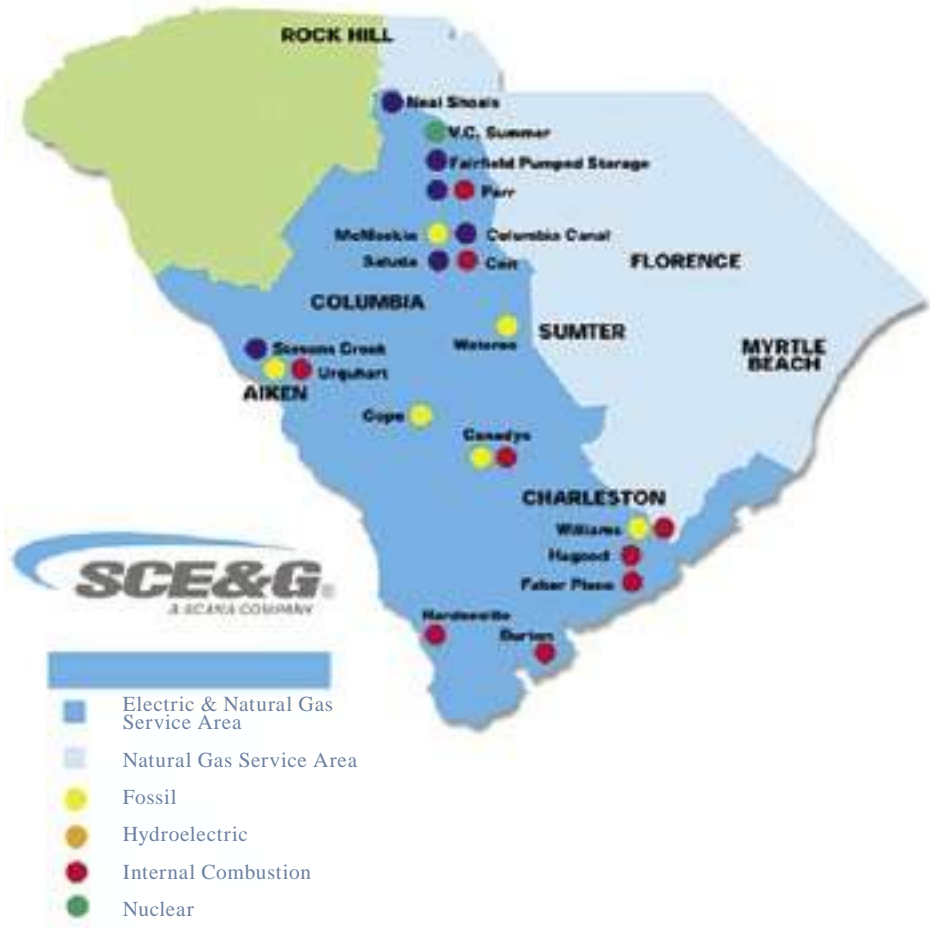 ROCK HILL
Neal Shoals
V.C. Summer
Fairfield Pumped Storage
Parr
McMeekin
Columbia Canal
Saluda
Coit
FLORENCE
COLUMBIA
Wateree
SUMTER
MYRTLE
BEACH
Stevens Creek
Urquhart
AIKEN
Cope
Canadys
CHARLESTON
Williams
Hagood
Faber Place
Hardeeville
Burton
SCE&G®
A SCANA COMPANY
Electric & Natural Gas
Service Area
Natural Gas Service Area
Fossil
Hydroelectric
Internal Combustion
Nuclear